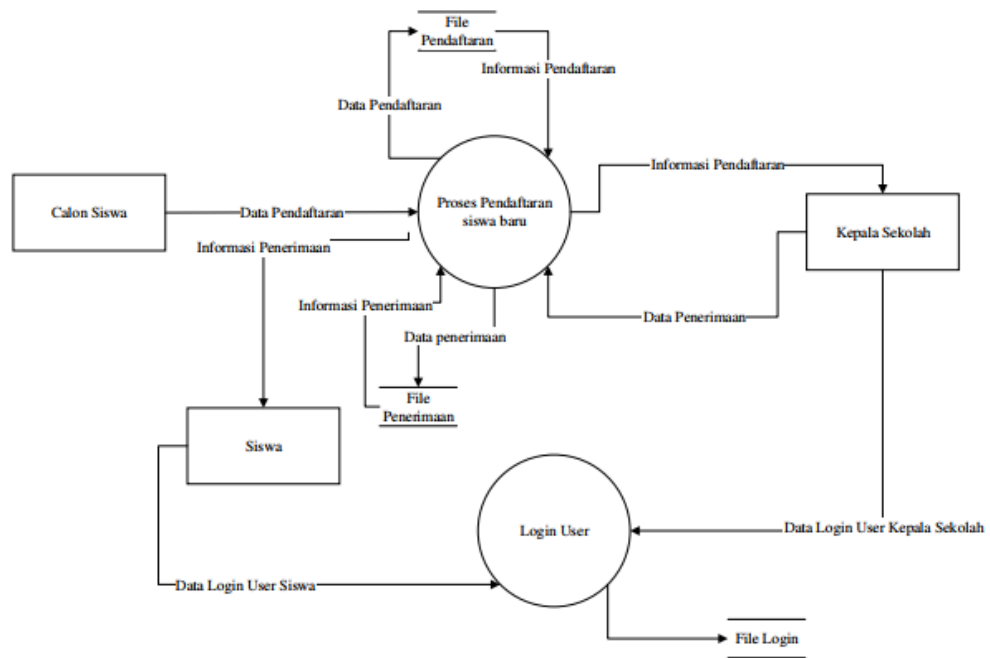 File
Pendaftaran
Informasi Pendaftaran
Data Pendaftaran
Informasi Pendaftaran
Proses Pendaftaran
siswa baru
Calon Siswa
Data Pendaftaran
Kepala Sekolah
Informasi Penerimaan
Informasi Penerimaan
Data Penerimaan
Data penerimaan
File
Penerimaan
Siswa
Login User
Data Login User Kepala Sekolah
Data Login User Siswa
File Login